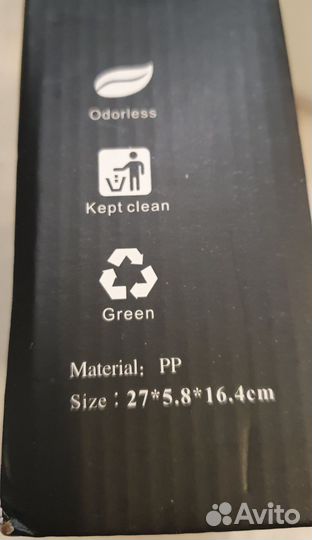 Odorless
Kept clean
Green
Material: PP
Size : 27*5.8*16.4cm
Avito